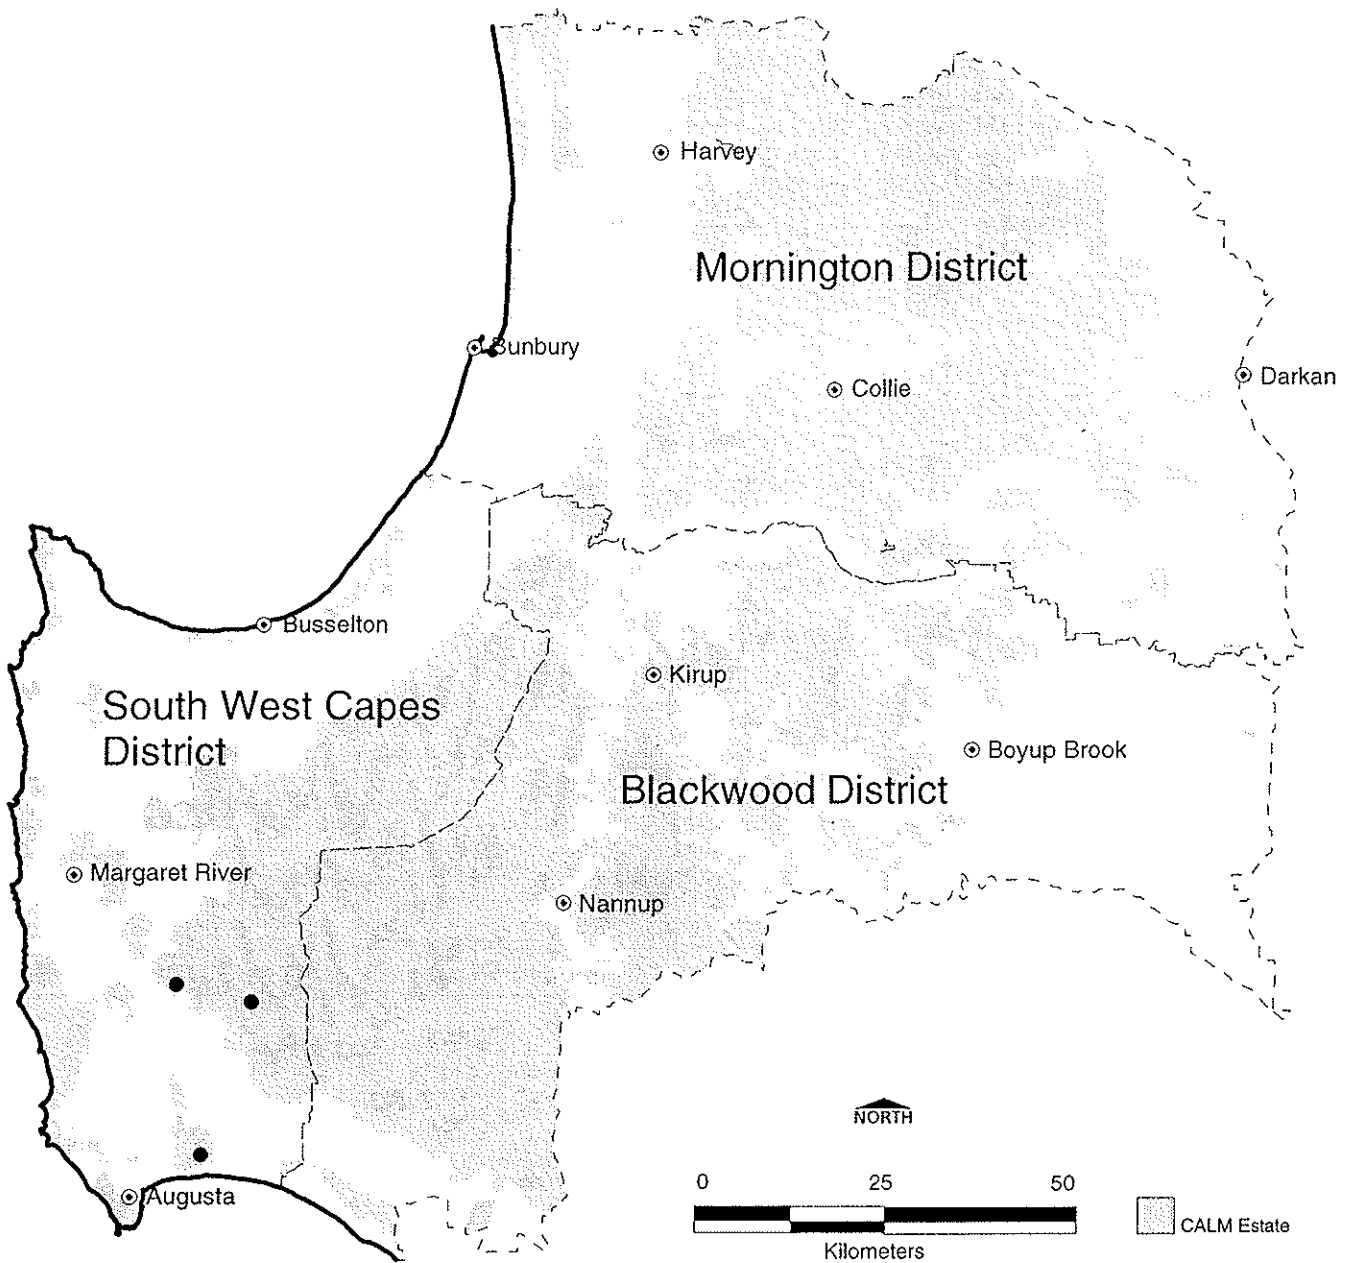 Harvey
Mornington District
Bunbury
Darkan
Collie
Busselton
Kirup
South West Capes
District
Boyup Brook
Blackwood District
Margaret River
Nannup
NORTH
0 25 50
Augusta
CALM Estate
Kilometers